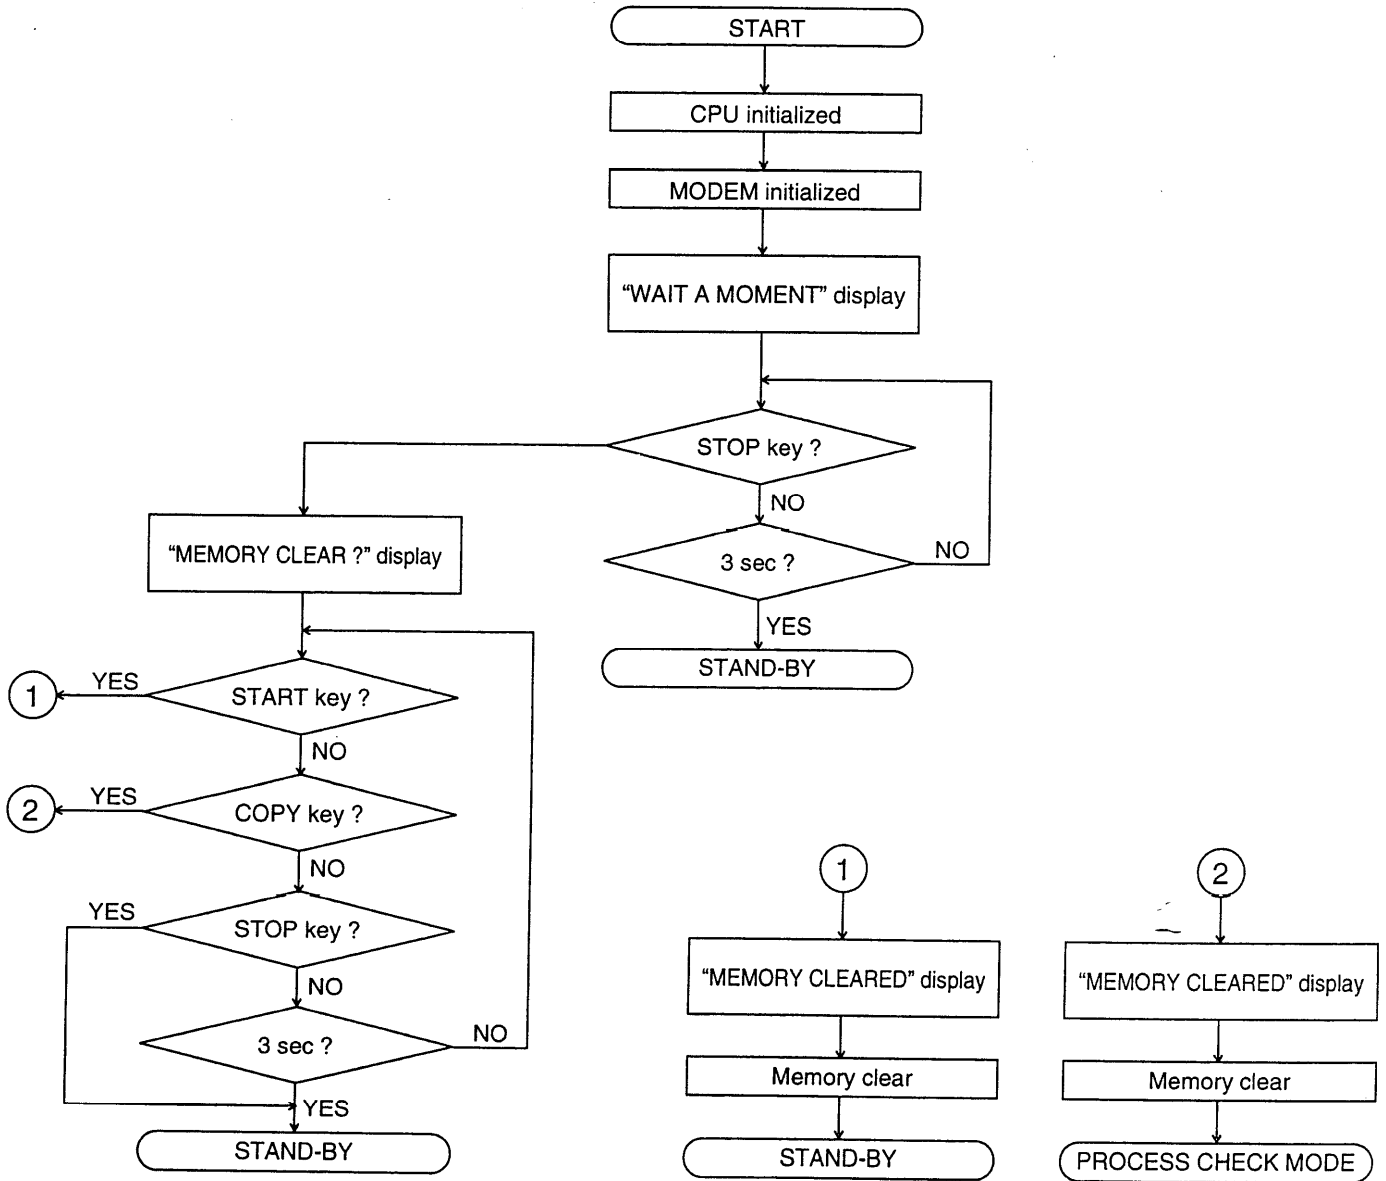 START
CPU initialized
MODEM initialized
“WAIT A MOMENT” display
STOP key ?
NO
3 sec ?
NO
YES
STAND-BY
“MEMORY CLEAR ?” display
START key ?
YES
1
NO
COPY key ?
YES
2
NO
STOP key ?
YES
NO
3 sec ?
NO
YES
STAND-BY
1
“MEMORY CLEARED” display
Memory clear
STAND-BY
2
“MEMORY CLEARED” display
Memory clear
PROCESS CHECK MODE